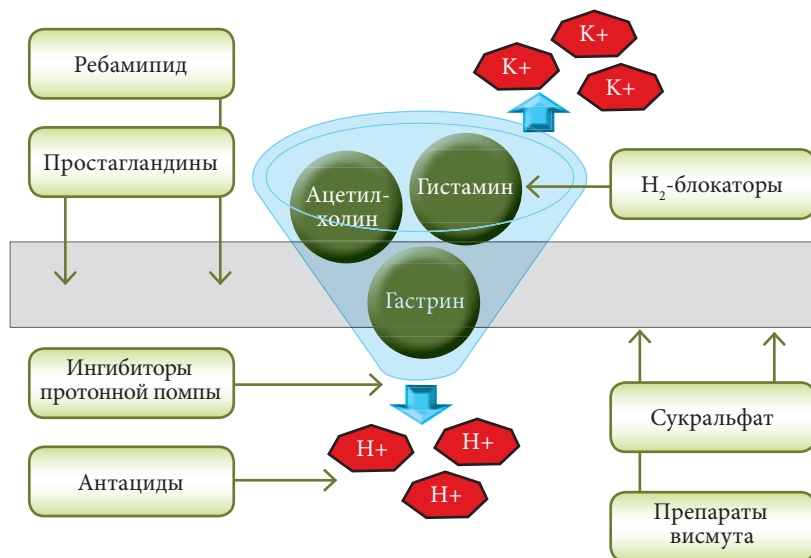 Ребамипид
K+
K+
K+
Простагландины
Ацетил-
холин
Гистамин
H₂-блокаторы
Гастрин
Ингибиторы
протонной помпы
H+
H+
H+
Антациды
Сукральфат
Препараты
висмута